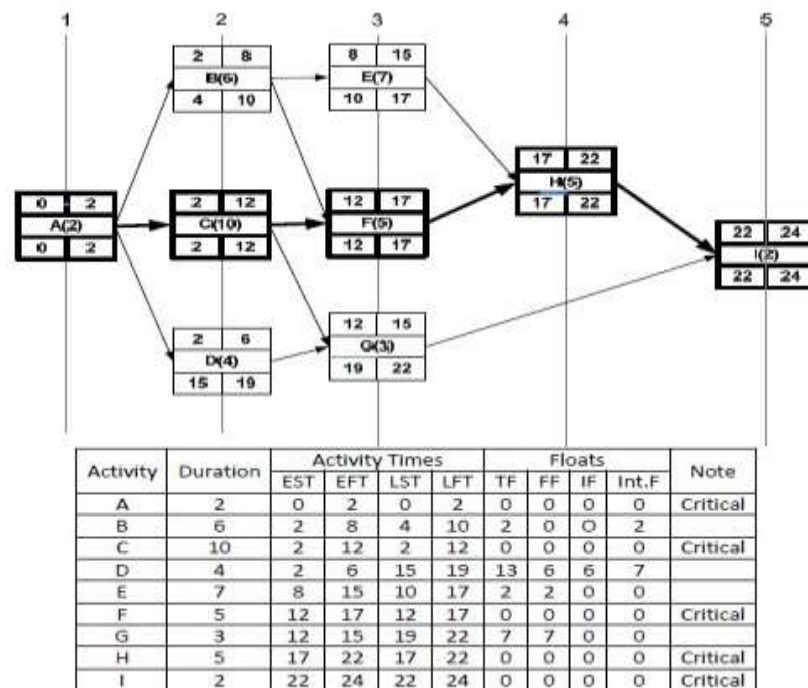 1 2 3 4 5
2 8
B(6)
4 10
8 15
E(7)
10 17
17 22
H(5)
17 22
0 2
A(2)
0 2
2 12
C(10)
2 12
12 17
F(5)
12 17
22 24
I(2)
22 24
2 6
D(4)
15 19
12 15
G(3)
19 22
Activity Duration Activity Times Floats Note
EST EFT LST LFT TF FF IF Int.F
A 2 0 2 0 2 0 0 0 0 Critical
B 6 2 8 4 10 2 0 O 2
C 10 2 12 2 12 0 0 0 0 Critical
D 4 2 6 15 19 13 6 6 7
E 7 8 15 10 17 2 2 0 0
F 5 12 17 12 17 0 0 0 0 Critical
G 3 12 15 19 22 7 7 0 0
H 5 17 22 17 22 0 0 0 0 Critical
I 2 22 24 22 24 0 0 0 0 Critical